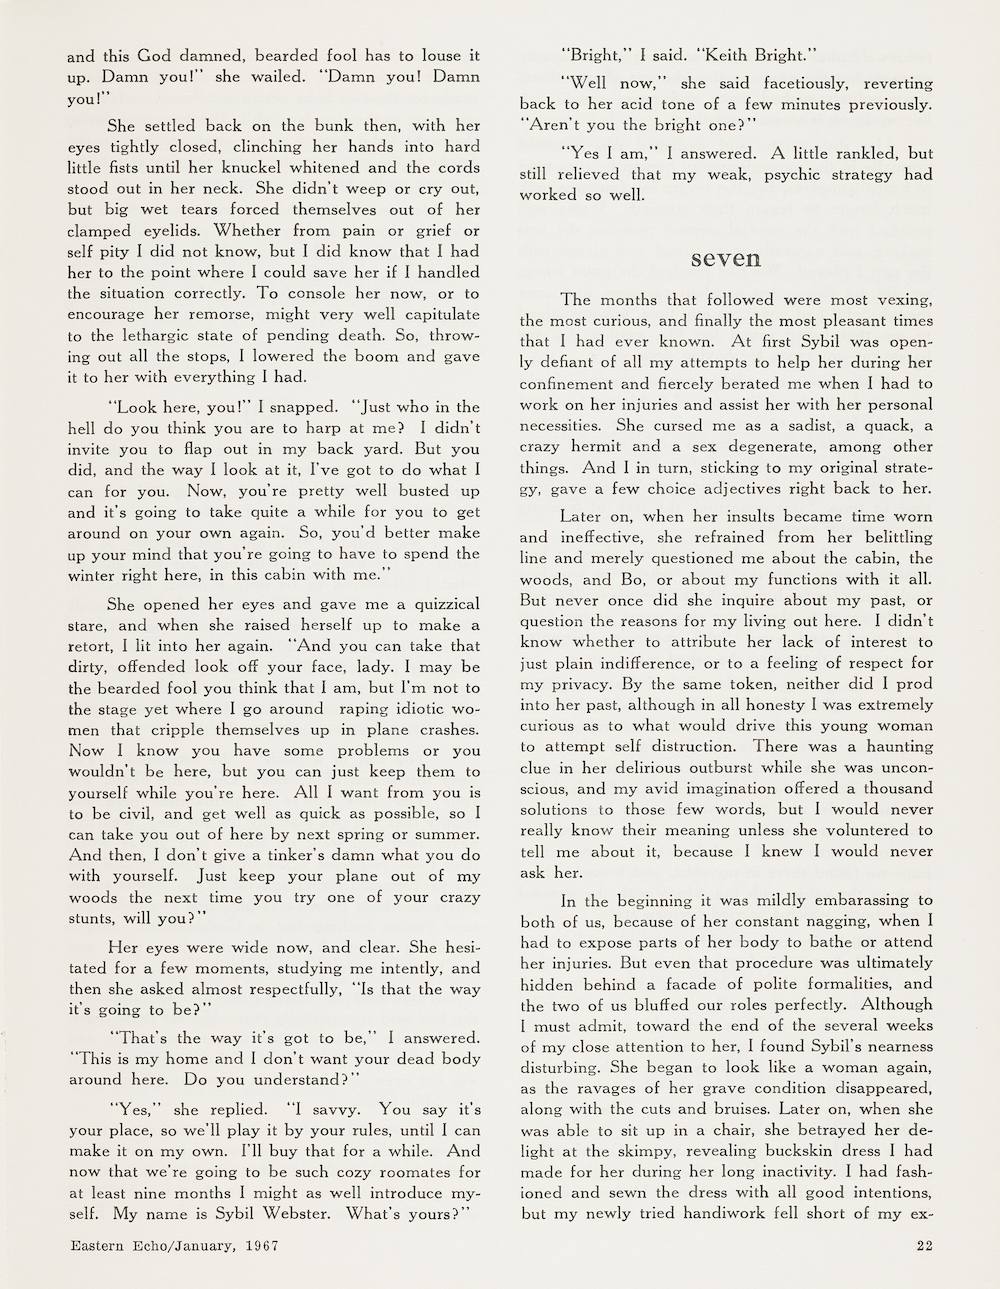 and this God damned, bearded fool has to louse it
up. Damn you!" she wailed. "Damn you! Damn
you!"
She settled back on the bunk then, with her
eyes tightly closed, clinching her hands into hard
little fists until her knuckel whitened and the cords
stood out in her neck. She didn't weep or cry out,
but big wet tears forced themselves out of her
clamped eyelids. Whether from pain or grief or
self pity I did not know, but I did know that I had
her to the point where I could save her if I handled
the situation correctly. To console her now, or to
encourage her remorse, might very well capitulate
to the lethargic state of pending death. So, throw-
ing out all the stops, I lowered the boom and gave
it to her with everything I had.
"Look here, you!" I snapped. "Just who in the
hell do you think you are to harp at me? I didn't
invite you to flap out in my back yard. But you
did, and the way I look at it, I've got to do what I
can for you. Now, you're pretty well busted up
and it's going to take quite a while for you to get
around on your own again. So, you'd better make
up your mind that you're going to have to spend the
winter right here, in this cabin with me."
She opened her eyes and gave me a quizzical
stare, and when she raised herself up to make a
retort, I lit into her again. "And you can take that
dirty, offended look off your face, lady. I may be
the bearded fool you think that I am, but I'm not to
the stage yet where I go around raping idiotic wo-
men that cripple themselves up in plane crashes.
Now I know you have some problems or you
wouldn't be here, but you can just keep them to
yourself while you're here. All I want from you is
to be civil, and get well as quick as possible, so I
can take you out of here by next spring or summer.
And then, I don't give a tinker's damn what you do
with yourself. Just keep your plane out of my
woods the next time you try one of your crazy
stunts, will you?"
Her eyes were wide now, and clear. She hesi-
tated for a few moments, studying me intently, and
then she asked almost respectfully, "Is that the way
it's going to be?"
"That's the way it's got to be," I answered.
"This is my home and I don't want your dead body
around here. Do you understand?"
"Yes," she replied. "I savvy. You say it's
your place, so we'll play it by your rules, until I can
make it on my own. I'll buy that for a while. And
now that we're going to be such cozy roomates for
at least nine months I might as well introduce my-
self. My name is Sybil Webster. What's yours?"
"Bright," I said. "Keith Bright."
"Well now," she said facetiously, reverting
back to her acid tone of a few minutes previously.
"Aren't you the bright one?"
"Yes I am," I answered. A little rankled, but
still relieved that my weak, psychic strategy had
worked so well.
seven
The months that followed were most vexing,
the most curious, and finally the most pleasant times
that I had ever known. At first Sybil was open-
ly defiant of all my attempts to help her during her
confinement and fiercely berated me when I had to
work on her injuries and assist her with her personal
necessities. She cursed me as a sadist, a quack, a
crazy hermit and a sex degenerate, among other
things. And I in turn, sticking to my original strate-
gy, gave a few choice adjectives right back to her.
Later on, when her insults became time worn
and ineffective, she refrained from her belittling
line and merely questioned me about the cabin, the
woods, and Bo, or about my functions with it all.
But never once did she inquire about my past, or
question the reasons for my living out here. I didn't
know whether to attribute her lack of interest to
just plain indifference, or to a feeling of respect for
my privacy. By the same token, neither did I prod
into her past, although in all honesty I was extremely
curious as to what would drive this young woman
to attempt self distruction. There was a haunting
clue in her delirious outburst while she was uncon-
scious, and my avid imagination offered a thousand
solutions to those few words, but I would never
really know their meaning unless she voluntered to
tell me about it, because I knew I would never
ask her.
In the beginning it was mildly embarassing to
both of us, because of her constant nagging, when I
had to expose parts of her body to bathe or attend
her injuries. But even that procedure was ultimately
hidden behind a facade of polite formalities, and
the two of us bluffed our roles perfectly. Although
I must admit, toward the end of the several weeks
of my close attention to her, I found Sybil's nearness
disturbing. She began to look like a woman again,
as the ravages of her grave condition disappeared,
along with the cuts and bruises. Later on, when she
was able to sit up in a chair, she betrayed her de-
light at the skimpy, revealing buckskin dress I had
made for her during her long inactivity. I had fash-
ioned and sewn the dress with all good intentions,
but my newly tried handiwork fell short of my ex-
Eastern Echo/January, 1967
22